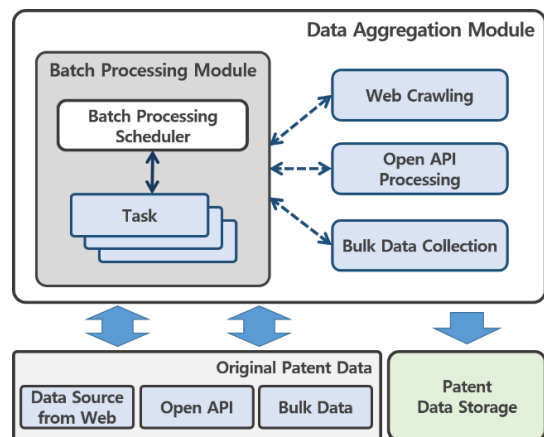 Data Aggregation Module
Batch Processing Module
Batch Processing
Scheduler
Task
Web Crawling
Open API
Processing
Bulk Data Collection
Original Patent Data
Data Source
from Web
Open API
Bulk Data
Patent
Data Storage